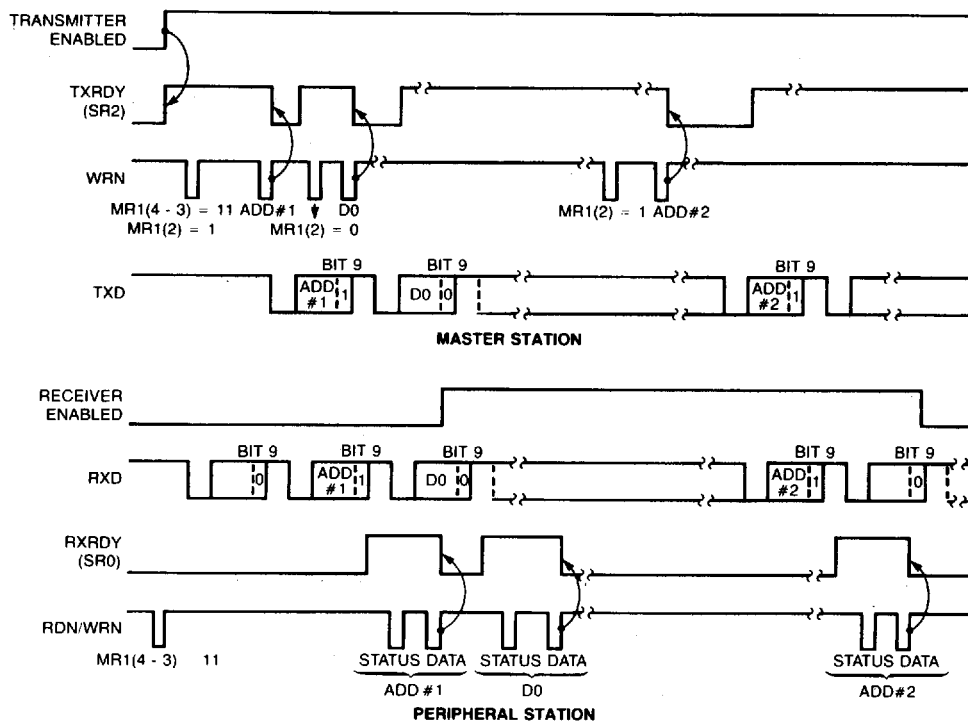 TRANSMITTER
ENABLED
TXRDY
(SR2)
WRN
MR1(4 - 3) = 11 ADD#1 D0 MR1(2) = 1 ADD#2
MR1(2) = 1 MR1(2) = 0
BIT 9 BIT 9 BIT 9
TXD ADD #1 1 D0 0 ADD #2 1
MASTER STATION
RECEIVER
ENABLED
BIT 9 BIT 9 BIT 9 BIT 9 BIT 9
RXD 0 ADD #1 1 D0 0 ADD #2 1 0
RXRDY
(SR0)
RDN/WRN
MR1(4 - 3) 11 STATUS DATA STATUS DATA STATUS DATA
ADD #1 D0 ADD#2
PERIPHERAL STATION